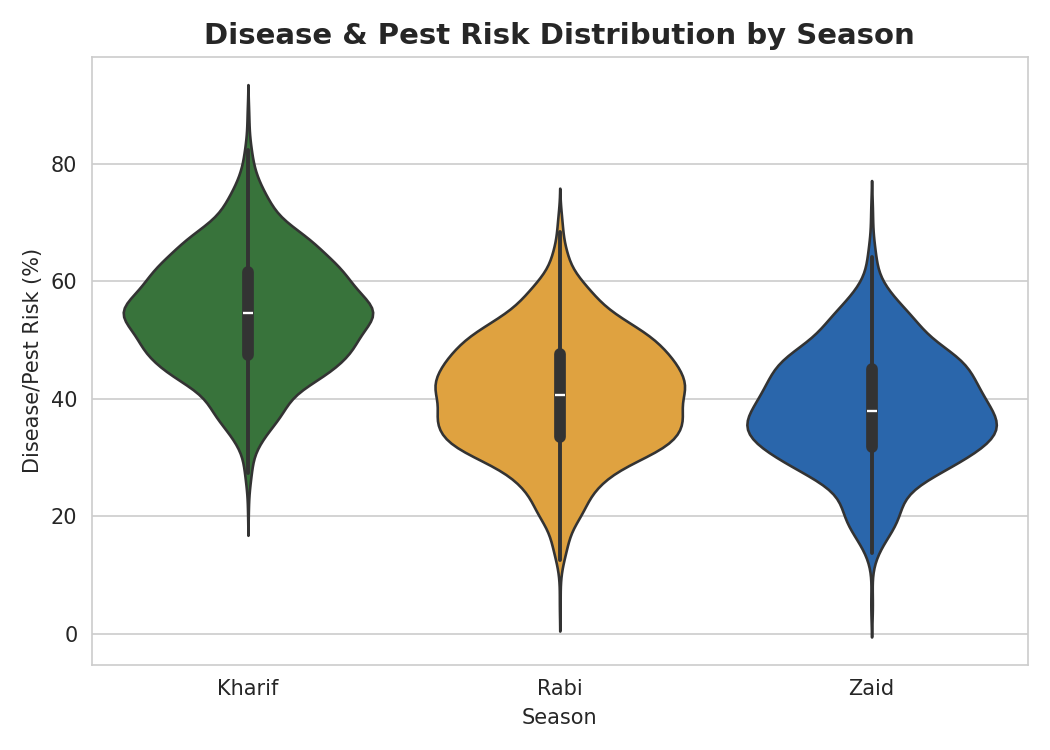 Disease & Pest Risk Distribution by Season
Disease/Pest Risk (%)
80
60
40
20
0
Kharif
Rabi
Zaid
Season